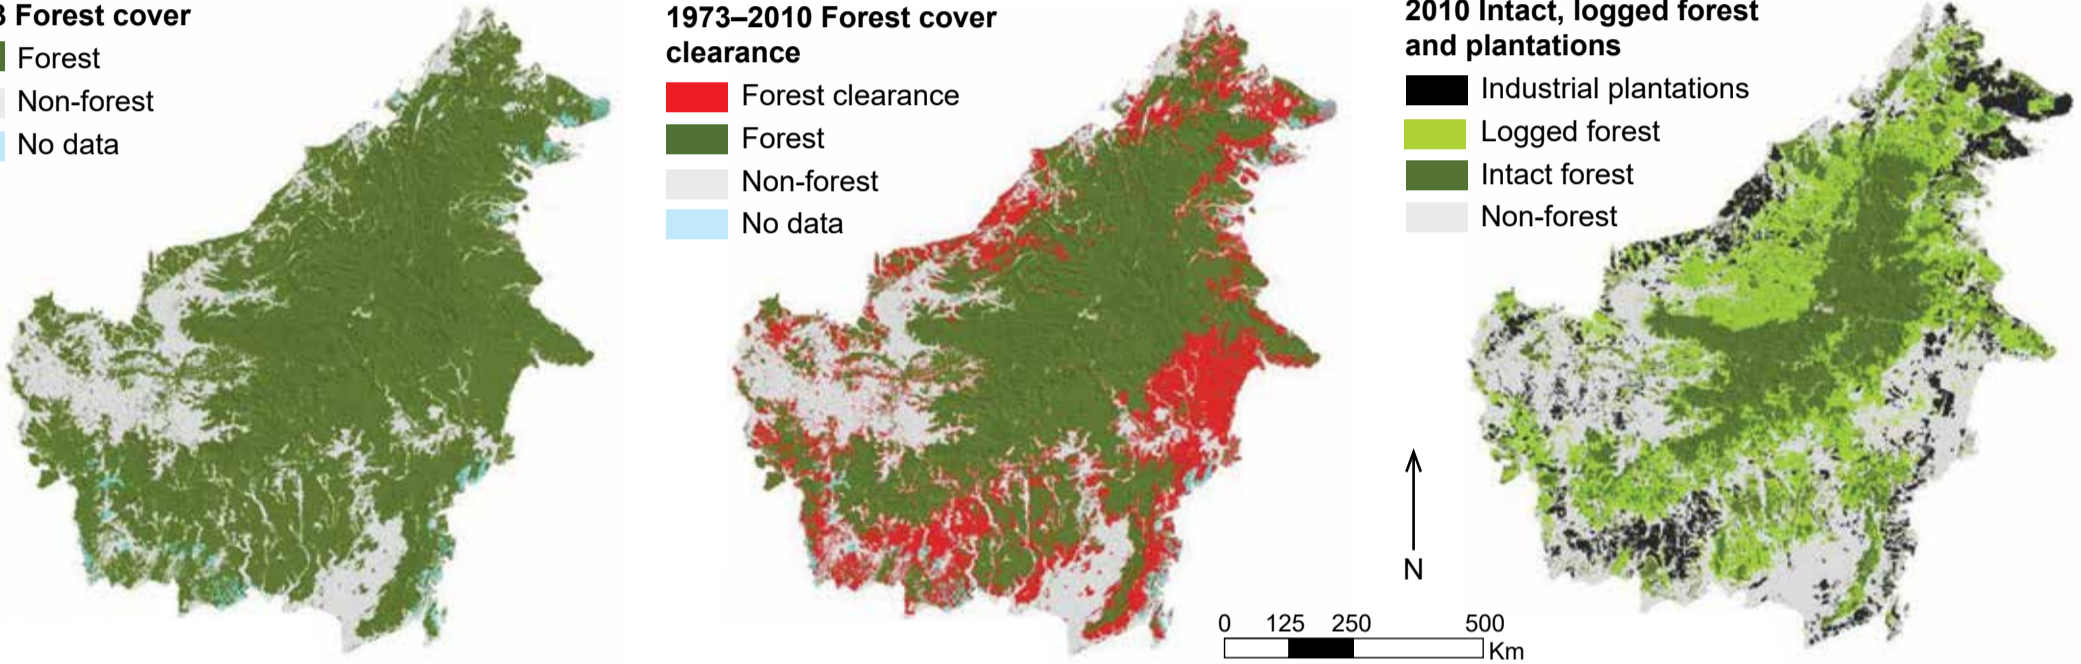 3 Forest cover
Forest
Non-forest
No data
1973–2010 Forest cover
clearance
Forest clearance
Forest
Non-forest
No data
2010 Intact, logged forest
and plantations
Industrial plantations
Logged forest
Intact forest
Non-forest
N
0 125 250 500
Km